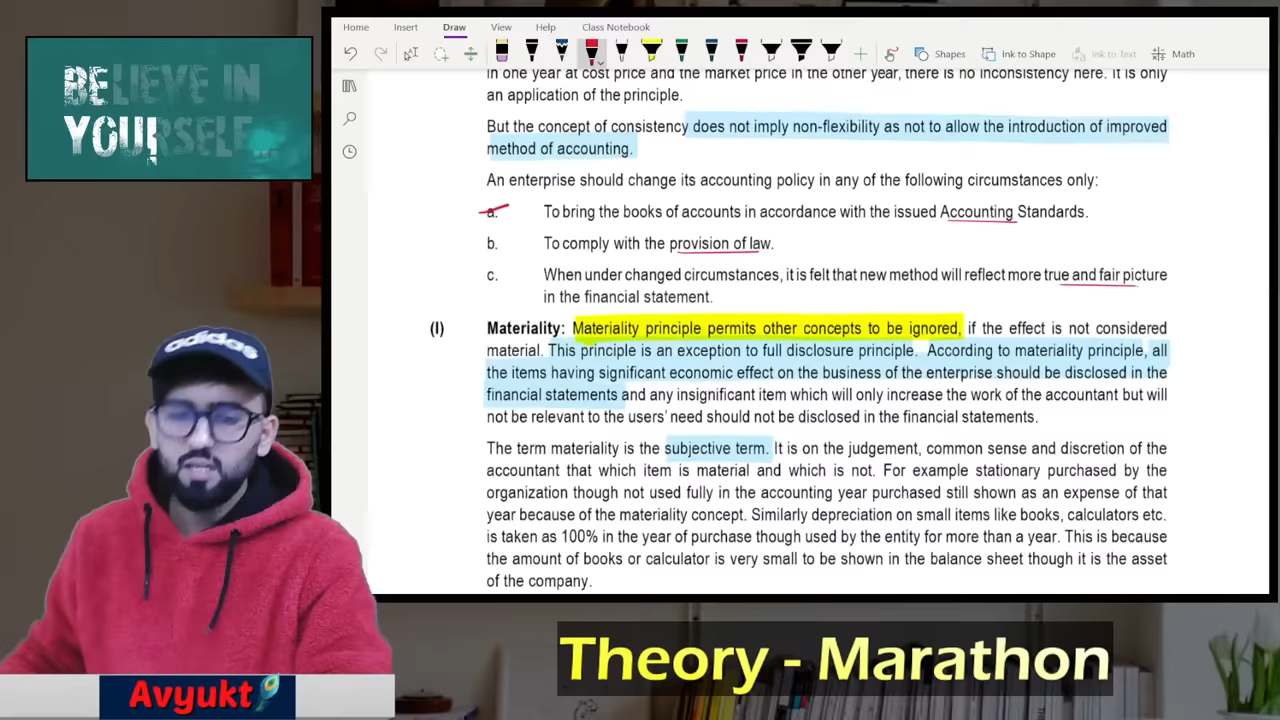 Home Insert Draw View Help Class Notebook
Shapes Ink to Shape Ink to Text Math
BELIEVE IN
YOURSELF...
in one year at cost price and the market price in the other year, there is no inconsistency here. It is only
an application of the principle.
But the concept of consistency does not imply non-flexibility as not to allow the introduction of improved
method of accounting.
An enterprise should change its accounting policy in any of the following circumstances only:
a. To bring the books of accounts in accordance with the issued Accounting Standards.
b. To comply with the provision of law.
c. When under changed circumstances, it is felt that new method will reflect more true and fair picture
in the financial statement.
(l) Materiality: Materiality principle permits other concepts to be ignored, if the effect is not considered
material. This principle is an exception to full disclosure principle. According to materiality principle, all
the items having significant economic effect on the business of the enterprise should be disclosed in the
financial statements and any insignificant item which will only increase the work of the accountant but will
not be relevant to the users' need should not be disclosed in the financial statements.
The term materiality is the subjective term. It is on the judgement, common sense and discretion of the
accountant that which item is material and which is not. For example stationary purchased by the
organization though not used fully in the accounting year purchased still shown as an expense of that
year because of the materiality concept. Similarly depreciation on small items like books, calculators etc.
is taken as 100% in the year of purchase though used by the entity for more than a year. This is because
the amount of books or calculator is very small to be shown in the balance sheet though it is the asset
of the company.
adidas
Theory - Marathon
Avyukt